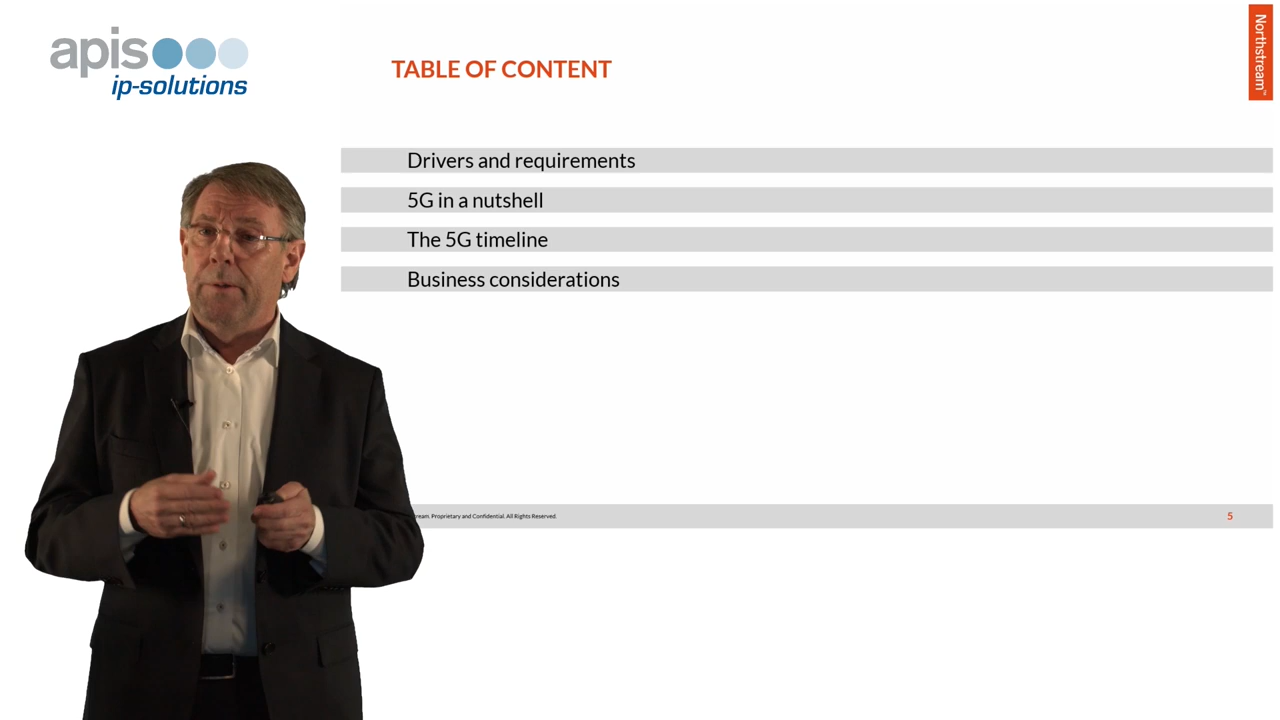 apis
ip-solutions
TABLE OF CONTENT
Northstream™
Drivers and requirements
5G in a nutshell
The 5G timeline
Business considerations
Proprietary and Confidential. All Rights Reserved.
5